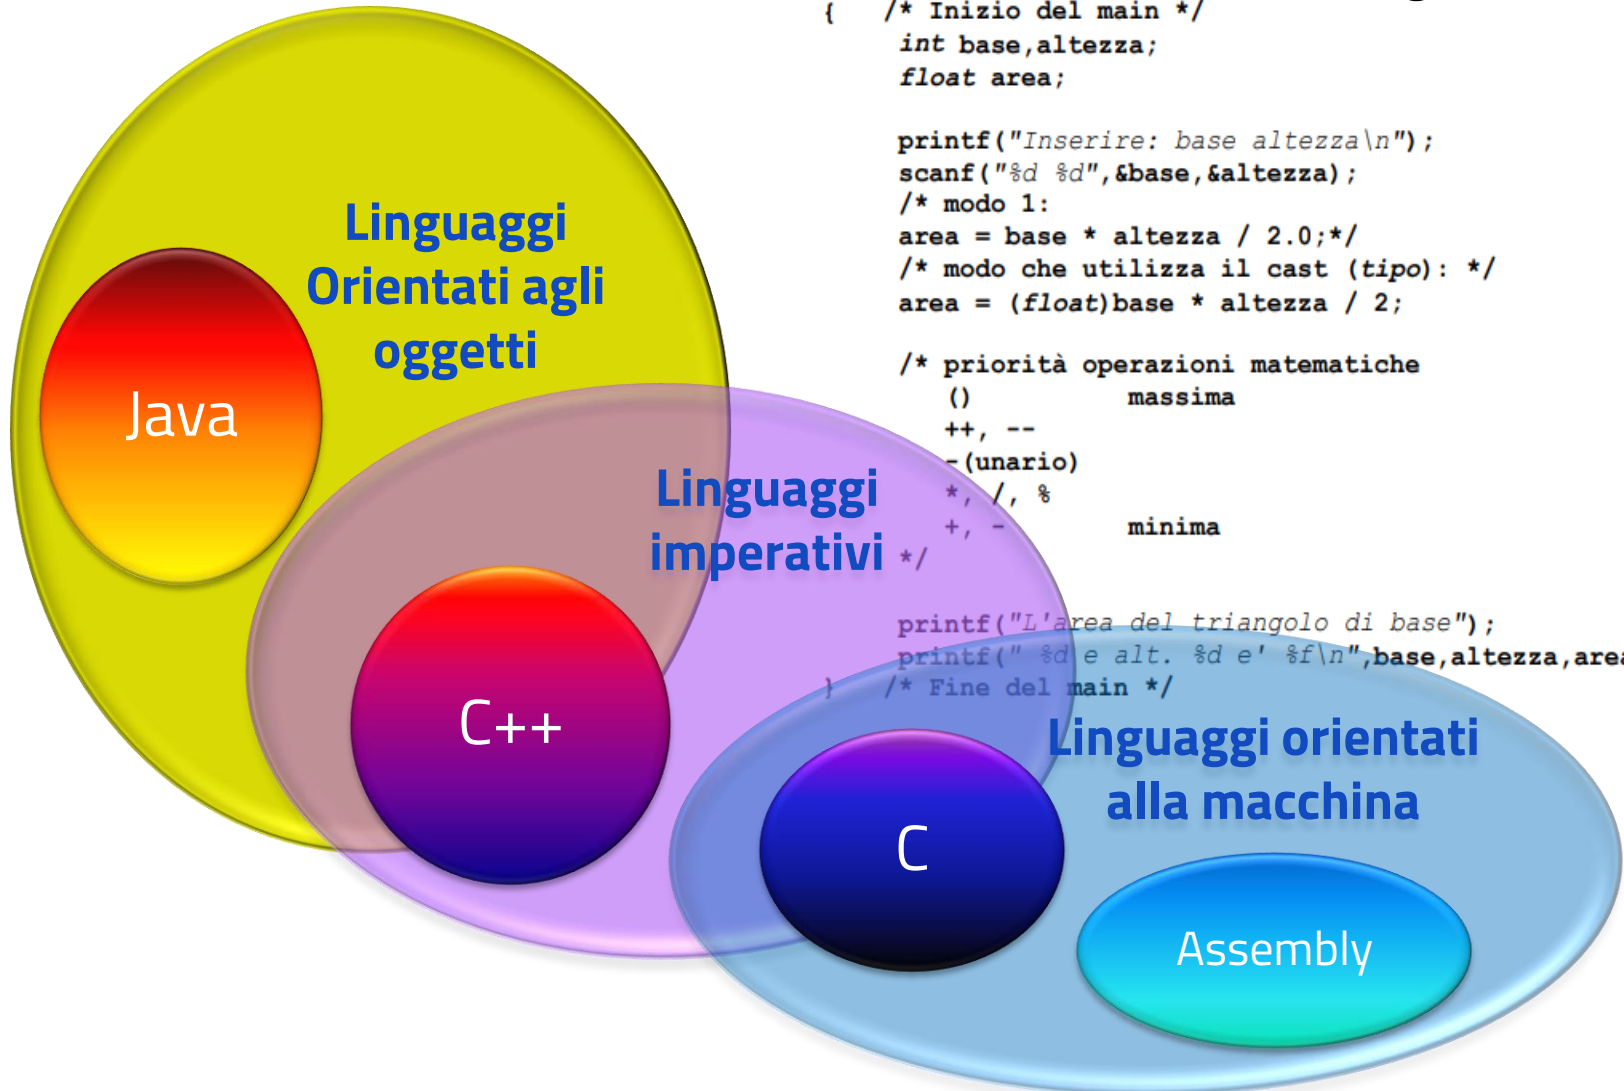 { /* Inizio del main */
int base,altezza;
float area;
printf("Inserire: base altezza\n");
scanf("%d %d",&base,&altezza);
/* modo 1:
area = base * altezza / 2.0;*/
/* modo che utilizza il cast (tipo): */
area = (float)base * altezza / 2;
/* priorità operazioni matematiche
() massima
++, --
-(unario)
*, /, %
+, - minima
*/
printf("L'area del triangolo di base");
printf(" %d e alt. %d e' %f\n",base,altezza,area
} /* Fine del main */
Linguaggi
Orientati agli
oggetti
Java
Linguaggi
imperativi
C++
Linguaggi orientati
alla macchina
C
Assembly